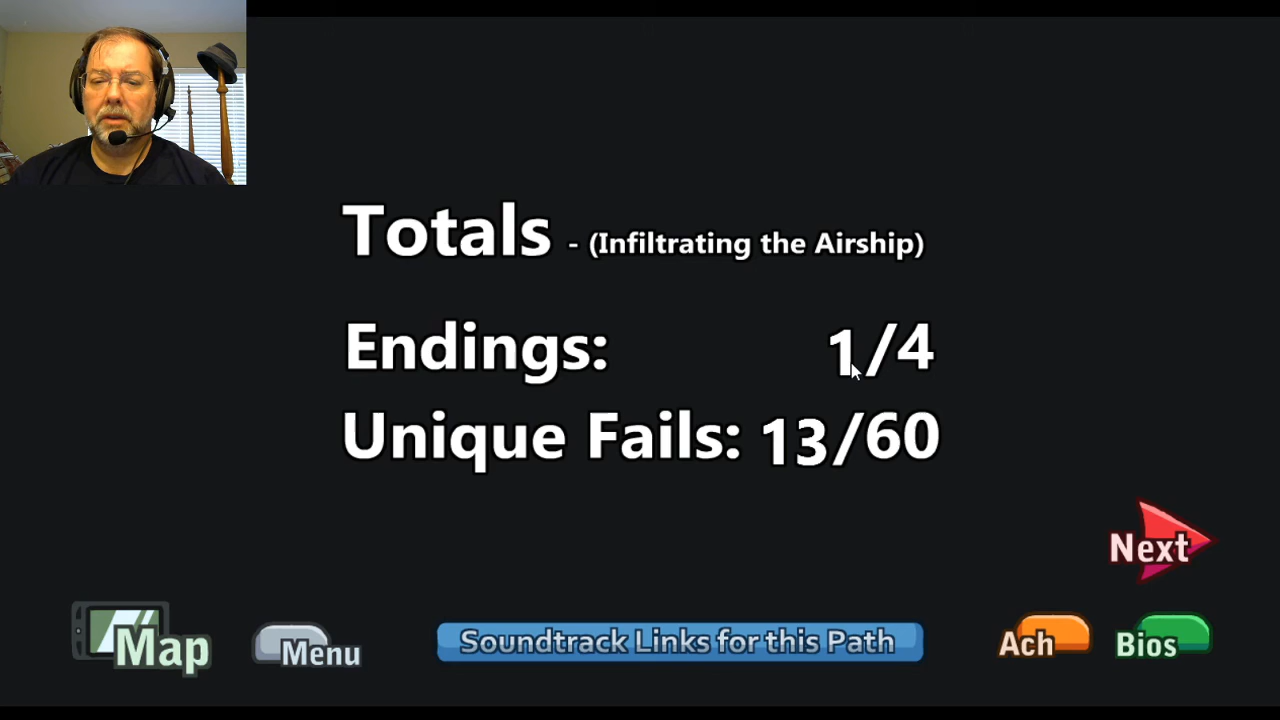 Totals - (Infiltrating the Airship)
Endings: 1/4
Unique Fails: 13/60
Next
Map
Menu
Soundtrack Links for this Path
Ach
Bios